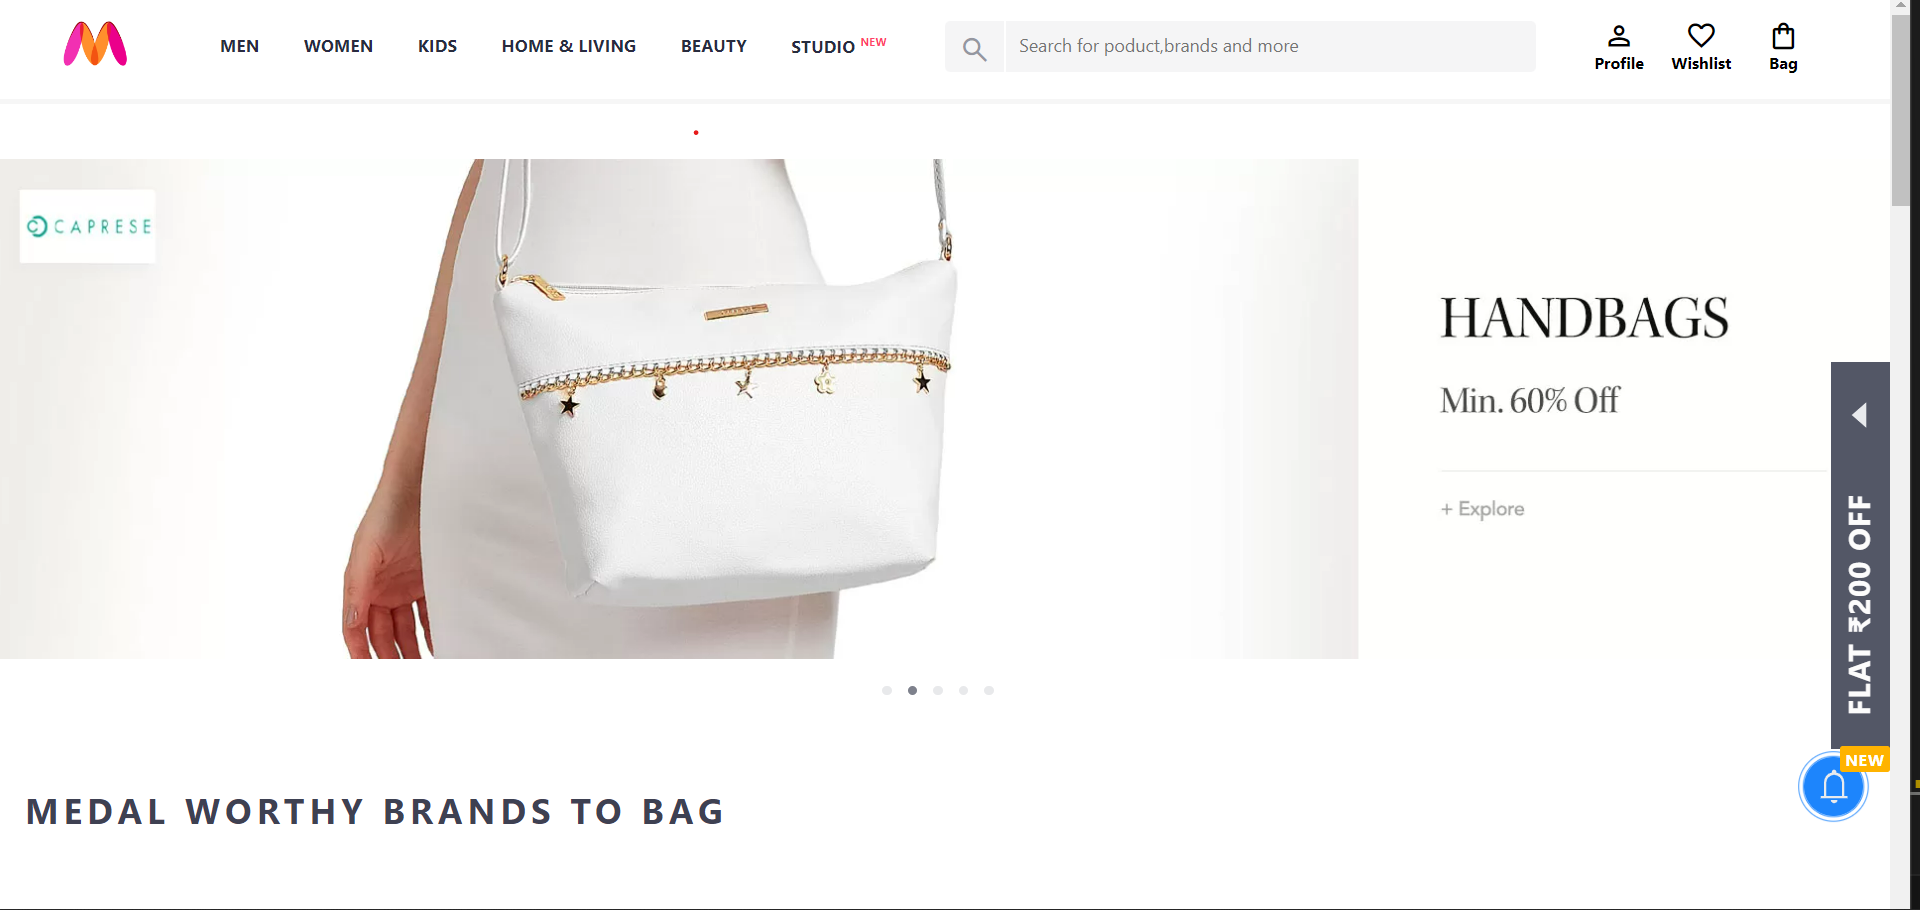 MEN WOMEN KIDS HOME & LIVING BEAUTY STUDIO NEW
Search for poduct,brands and more
Profile Wishlist Bag
CAPRESE
HANDBAGS
Min. 60% Off
+ Explore
FLAT ₹200 OFF
NEW
MEDAL WORTHY BRANDS TO BAG